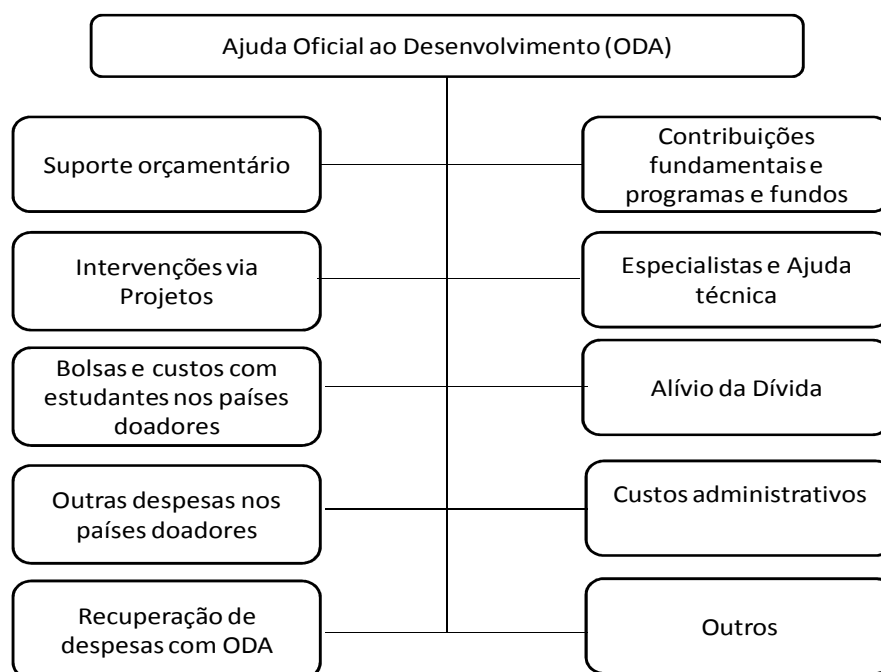 Ajuda Oficial ao Desenvolvimento (ODA)
Suporte orçamentário
Contribuições
fundamentais e
programas e fundos
Intervenções via
Projetos
Especialistas e Ajuda
técnica
Bolsas e custos com
estudantes nos países
doadores
Alívio da Dívida
Outras despesas nos
países doadores
Custos administrativos
Recuperação de
despesas com ODA
Outros